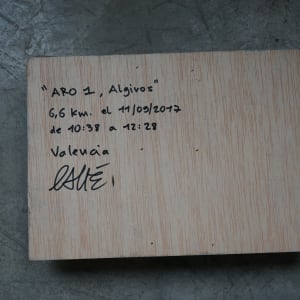 "ARO 1, Algiros"
6,6 km. el 11/09/2017
de 10:38 a 12:28
Valencia